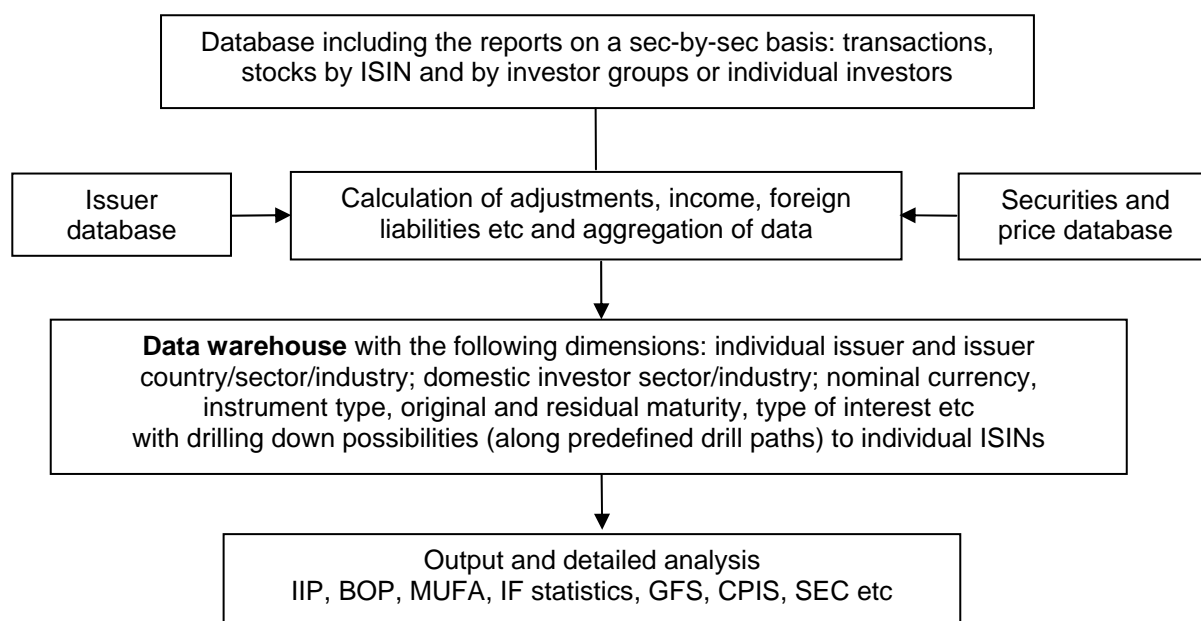 Database including the reports on a sec-by-sec basis: transactions,
stocks by ISIN and by investor groups or individual investors
Issuer
database
Calculation of adjustments, income, foreign
liabilities etc and aggregation of data
Securities and
price database
Data warehouse with the following dimensions: individual issuer and issuer
country/sector/industry; domestic investor sector/industry; nominal currency,
instrument type, original and residual maturity, type of interest etc
with drilling down possibilities (along predefined drill paths) to individual ISINs
Output and detailed analysis
IIP, BOP, MUFA, IF statistics, GFS, CPIS, SEC etc